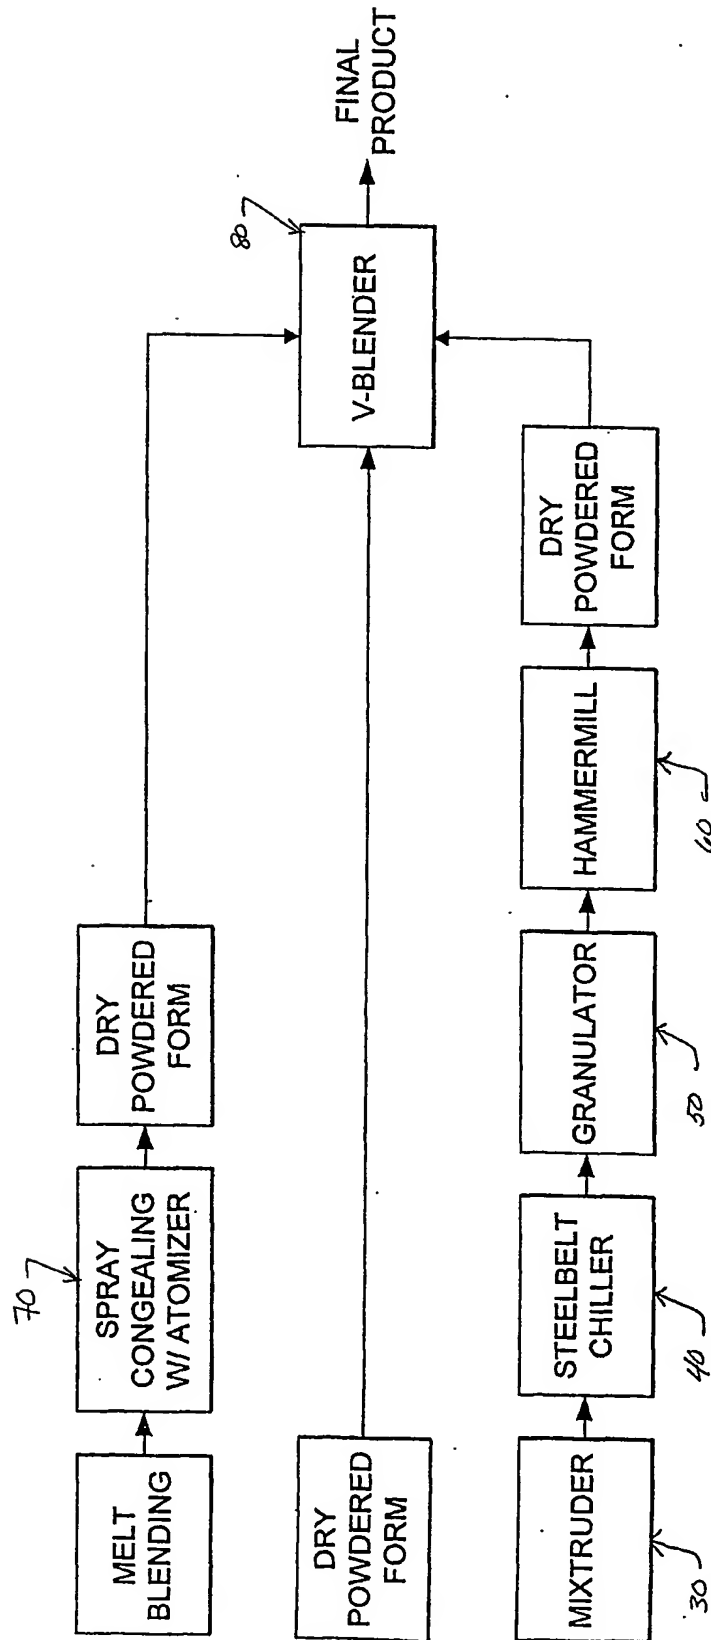 70
MELT
BLENDING
SPRAY
CONGEALING
W/ ATOMIZER
DRY
POWDERED
FORM
DRY
POWDERED
FORM
80
V-BLENDER
FINAL
PRODUCT
MIXTRUDER
STEELBELT
CHILLER
GRANULATOR
HAMMERMILL
DRY
POWDERED
FORM
30
40
50
60